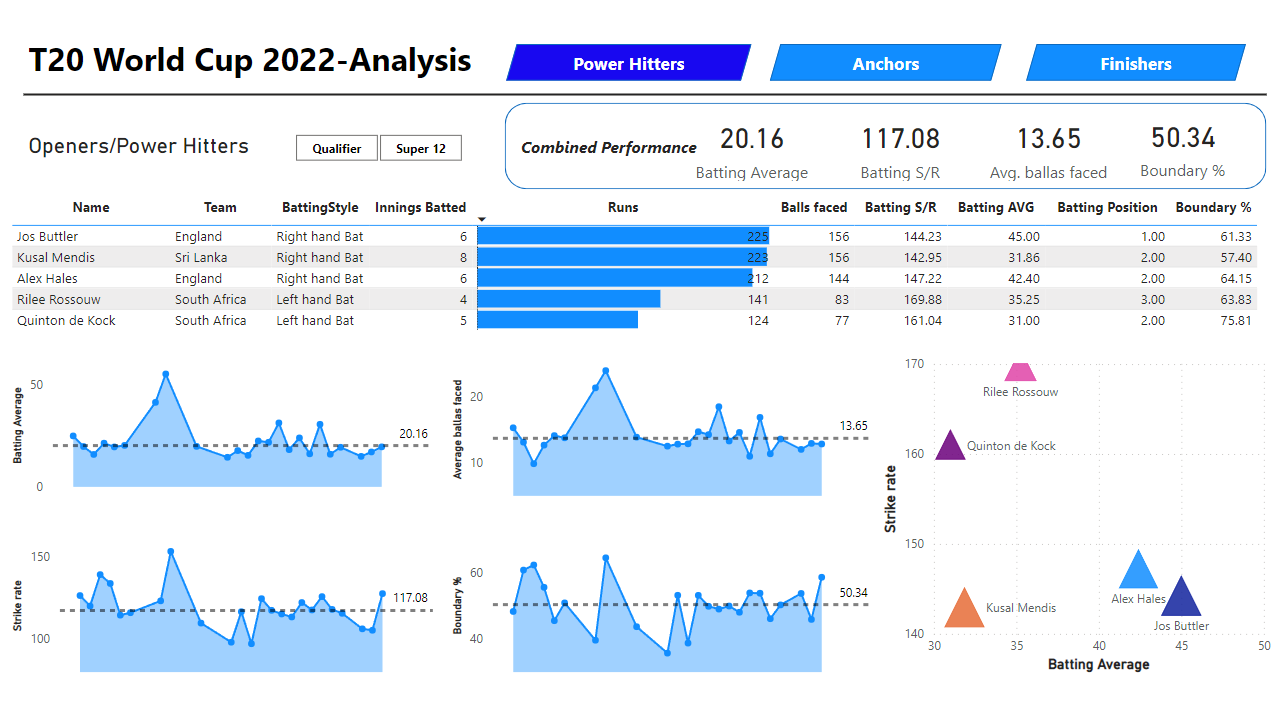 T20 World Cup 2022-Analysis
Power Hitters
Anchors
Finishers
Openers/Power Hitters
Qualifier
Super 12
Combined Performance
20.16
Batting Average
117.08
Batting S/R
13.65
Avg. ballas faced
50.34
Boundary %
Name Team BattingStyle Innings Batted Runs Balls faced Batting S/R Batting AVG Batting Position Boundary %
Jos Buttler England Right hand Bat 6 225 156 144.23 45.00 1.00 61.33
Kusal Mendis Sri Lanka Right hand Bat 8 223 156 142.95 31.86 2.00 57.40
Alex Hales England Right hand Bat 6 212 144 147.22 42.40 2.00 64.15
Rilee Rossouw South Africa Left hand Bat 4 141 83 169.88 35.25 3.00 63.83
Quinton de Kock South Africa Left hand Bat 5 124 77 161.04 31.00 2.00 75.81
Batting Average
50
0
20.16
Average ballas faced
20
10
13.65
Strike rate
150
100
117.08
Boundary %
60
40
50.34
Strike rate
170
160
150
140
Rilee Rossouw
Quinton de Kock
Alex Hales
Kusal Mendis
Jos Buttler
30 35 40 45 50
Batting Average